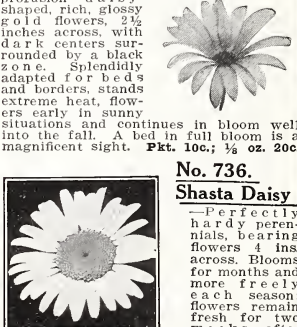 shaped, rich, glossy
gold flowers, 2½
inches across, with
dark centers sur-
rounded by a black
zone. Splendidly
adapted for beds
and borders, stands
extreme heat, flow-
ers early in sunny
situations and continues in bloom well
into the fall. A bed in full bloom is a
magnificent sight. Pkt. 10c.; ⅛ oz. 20c
No. 736.
Shasta Daisy
—Perfectly
hardy peren-
nials, bearing
flowers 4 ins.
across. Blooms
for months and
more freely
each season
flowers remain
fresh for two